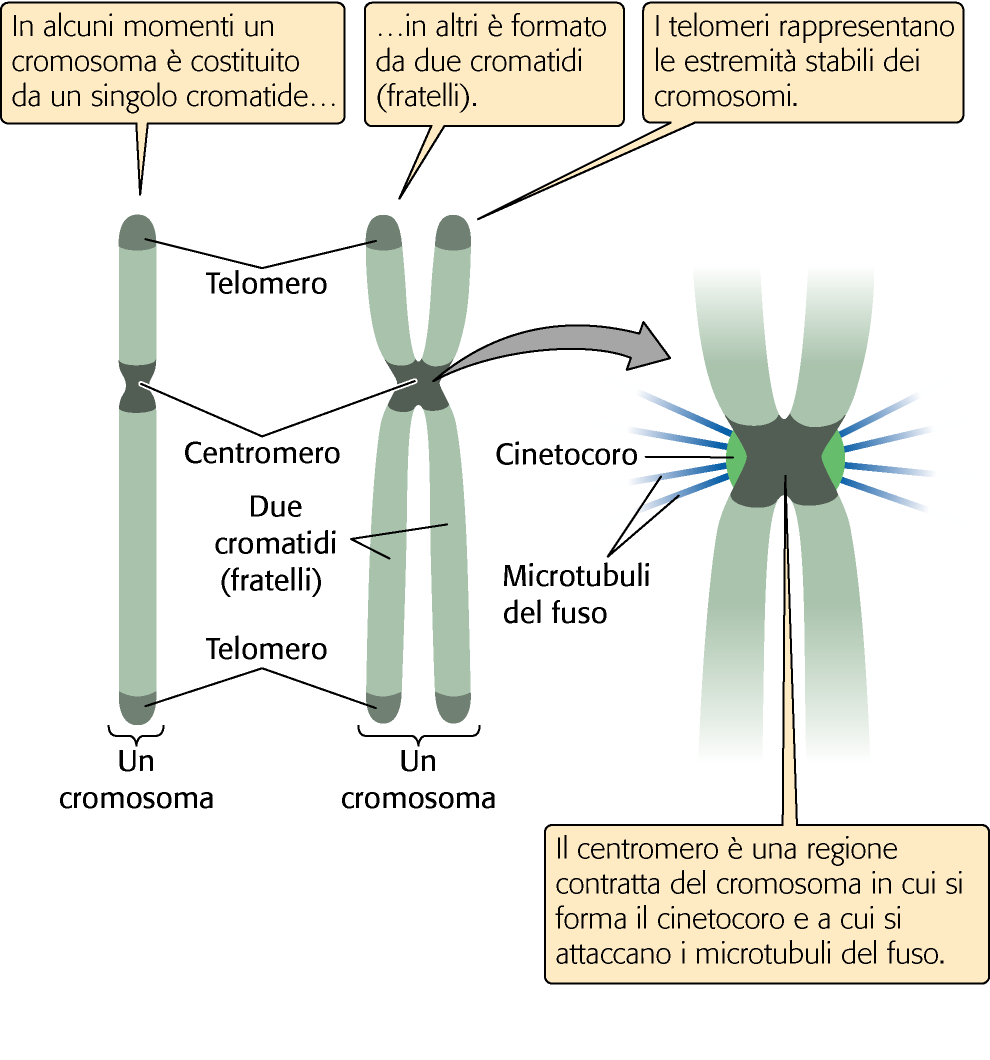 In alcuni momenti un
cromosoma è costituito
da un singolo cromatide…
…in altri è formato
da due cromatidi
(fratelli).
I telomeri rappresentano
le estremità stabili dei
cromosomi.
Telomero
Centromero
Due
cromatidi
(fratelli)
Telomero
Un
cromosoma
Un
cromosoma
Cinetocoro
Microtubuli
del fuso
Il centromero è una regione
contratta del cromosoma in cui si
forma il cinetocoro e a cui si
attaccano i microtubuli del fuso.